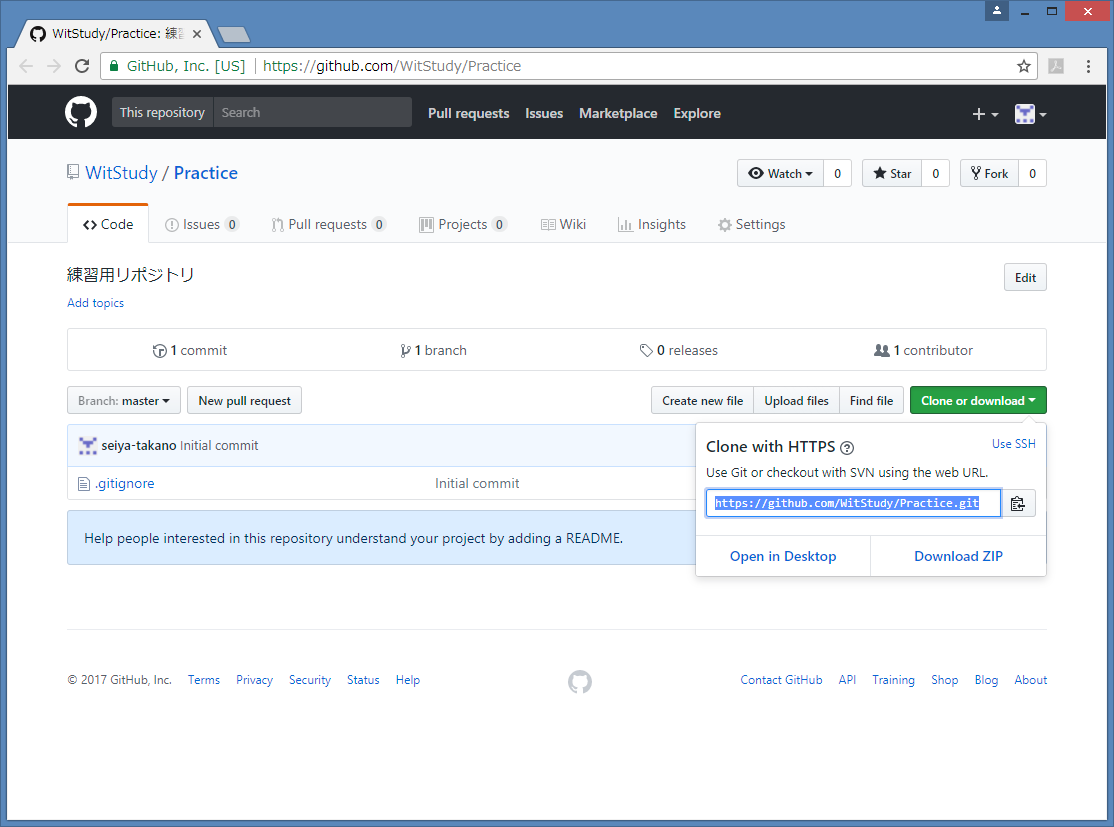 WitStudy/Practice: 練習
GitHub, Inc. [US] | https://github.com/WitStudy/Practice
This repository Search Pull requests Issues Marketplace Explore
WitStudy / Practice Watch 0 Star 0 Fork 0
Code Issues 0 Pull requests 0 Projects 0 Wiki Insights Settings
練習用リポジトリ Edit
Add topics
1 commit 1 branch 0 releases 1 contributor
Branch: master New pull request Create new file Upload files Find file Clone or download
seiya-takano Initial commit
.gitignore Initial commit
Help people interested in this repository understand your project by adding a README.
Clone with HTTPS ? Use SSH
Use Git or checkout with SVN using the web URL.
https://github.com/WitStudy/Practice.git
Open in Desktop Download ZIP
© 2017 GitHub, Inc. Terms Privacy Security Status Help Contact GitHub API Training Shop Blog About